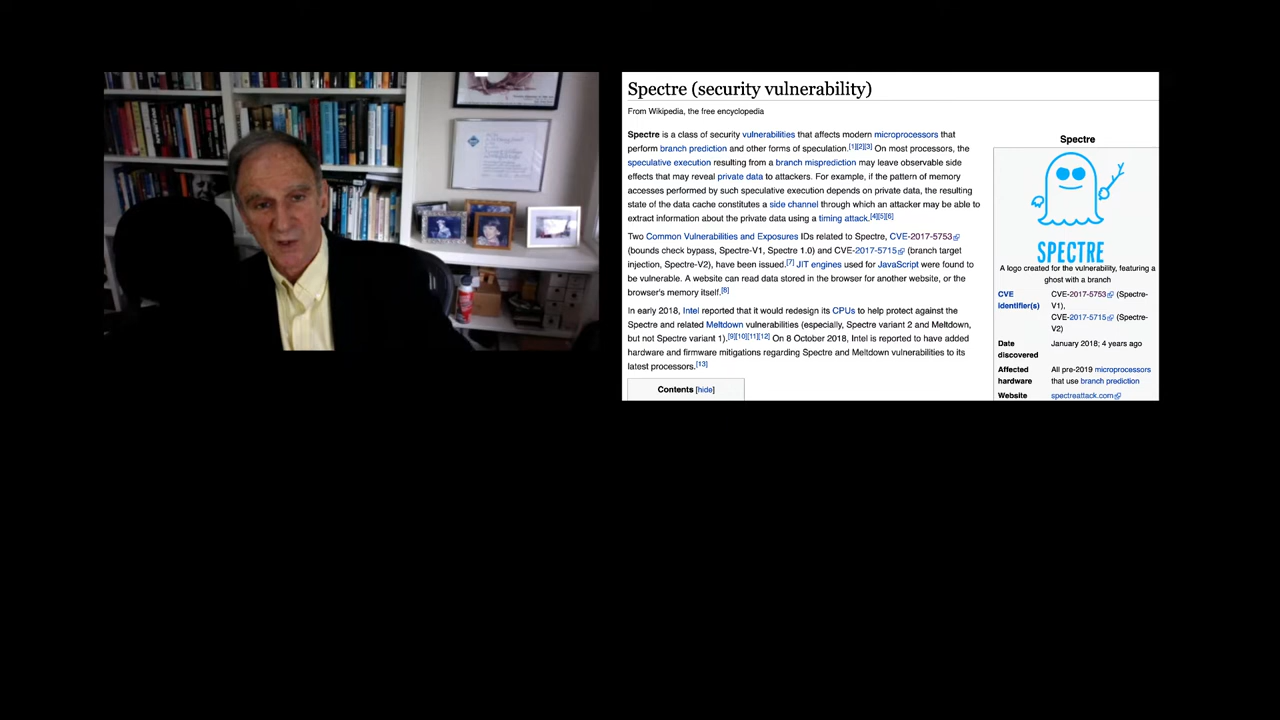 Spectre (security vulnerability)
From Wikipedia, the free encyclopedia
Spectre is a class of security vulnerabilities that affects modern microprocessors that
perform branch prediction and other forms of speculation.[1][2][3] On most processors, the
speculative execution resulting from a branch misprediction may leave observable side
effects that may reveal private data to attackers. For example, if the pattern of memory
accesses performed by such speculative execution depends on private data, the resulting
state of the data cache constitutes a side channel through which an attacker may be able to
extract information about the private data using a timing attack.[4][5][6]
Two Common Vulnerabilities and Exposures IDs related to Spectre, CVE-2017-5753
(bounds check bypass, Spectre-V1, Spectre 1.0) and CVE-2017-5715 (branch target
injection, Spectre-V2), have been issued.[7] JIT engines used for JavaScript were found to
be vulnerable. A website can read data stored in the browser for another website, or the
browser's memory itself.[8]
In early 2018, Intel reported that it would redesign its CPUs to help protect against the
Spectre and related Meltdown vulnerabilities (especially, Spectre variant 2 and Meltdown,
but not Spectre variant 1).[9][10][11][12] On 8 October 2018, Intel is reported to have added
hardware and firmware mitigations regarding Spectre and Meltdown vulnerabilities to its
latest processors.[13]
Contents [hide]
Spectre
SPECTRE
A logo created for the vulnerability, featuring a
ghost with a branch
CVE CVE-2017-5753 (Spectre-
identifier(s) V1),
CVE-2017-5715 (Spectre-
V2)
Date January 2018; 4 years ago
discovered
Affected All pre-2019 microprocessors
hardware that use branch prediction
Website spectreattack.com